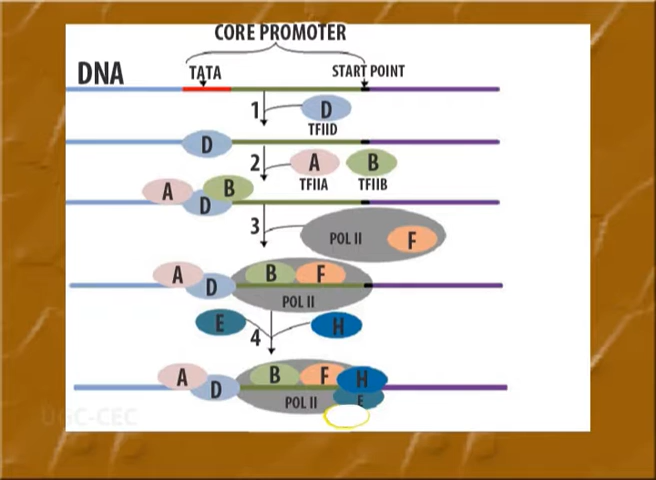 CORE PROMOTER
DNA
TATA
START POINT
1
D
TFIID
D
2
A
B
TFIIA
TFIIB
A
D
B
3
POL II
F
A
D
B
F
POL II
E
4
H
A
D
B
F
H
POL II
E
UGC-CEC